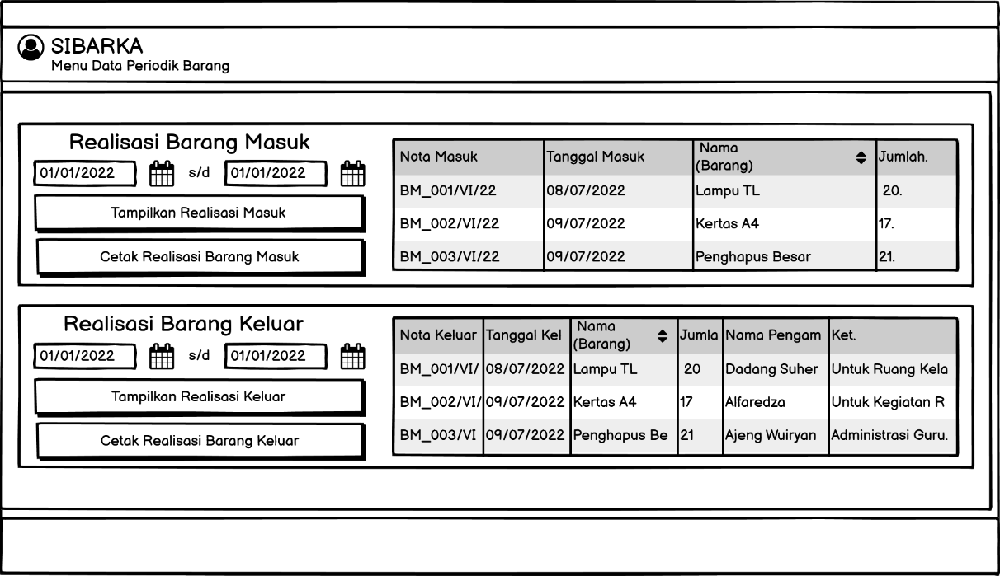 SIBARKA
Menu Data Periodik Barang
Realisasi Barang Masuk
01/01/2022 s/d 01/01/2022
Tampilkan Realisasi Masuk
Cetak Realisasi Barang Masuk
Nota Masuk Tanggal Masuk Nama (Barang) Jumlah.
BM_001/VI/22 08/07/2022 Lampu TL 20.
BM_002/VI/22 09/07/2022 Kertas A4 17.
BM_003/VI/22 09/07/2022 Penghapus Besar 21.
Realisasi Barang Keluar
01/01/2022 s/d 01/01/2022
Tampilkan Realisasi Keluar
Cetak Realisasi Barang Keluar
Nota Keluar Tanggal Kel Nama (Barang) Jumla Nama Pengam Ket.
BM_001/VI/ 08/07/2022 Lampu TL 20 Dadang Suher Untuk Ruang Kela
BM_002/VI/ 09/07/2022 Kertas A4 17 Alfaredza Untuk Kegiatan R
BM_003/VI 09/07/2022 Penghapus Be 21 Ajeng Wuiryan Administrasi Guru.